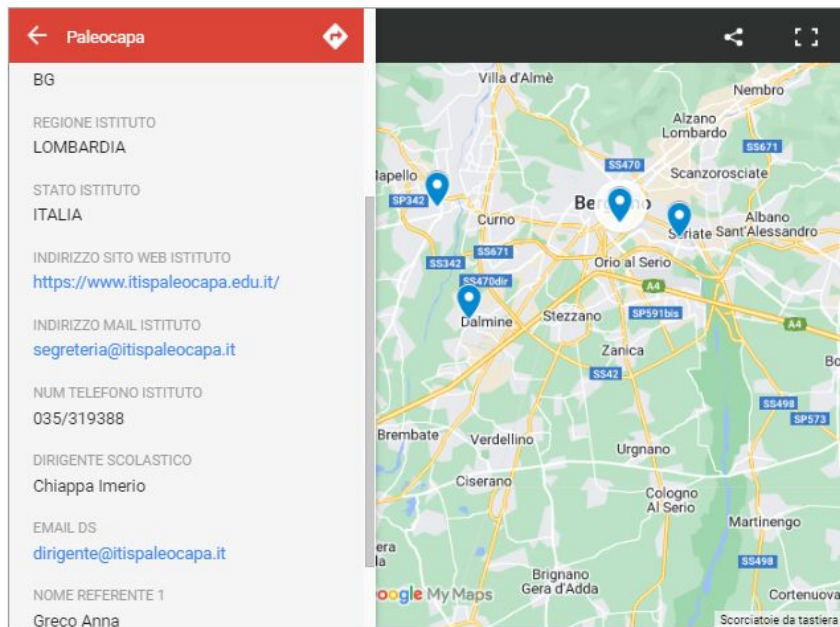 Paleocapa
BG
REGIONE ISTITUTO
LOMBARDIA
STATO ISTITUTO
ITALIA
INDIRIZZO SITO WEB ISTITUTO
https://www.itispaleocapa.edu.it/
INDIRIZZO MAIL ISTITUTO
segreteria@itispaleocapa.it
NUM TELEFONO ISTITUTO
035/319388
DIRIGENTE SCOLASTICO
Chiappa Imerio
EMAIL DS
dirigente@itispaleocapa.it
NOME REFERENTE 1
Greco Anna
Villa d'Almè
Nembro
Alzano
Lombardo
SS671
SS470
Scanzorosciate
SP342
Curno
Seriate
Albano
Sant'Alessandro
SS671
SS342
Orio al Serio
SS470dir
A4
Dalmine
Stezzano
SP591bis
A4
Zanica
SS42
SS498
SP573
Brembate
Verdellino
Urgnano
Ciserano
Cologno
Al Serio
Martinengo
SS498
Brignano
Gera d'Adda
Cortenuova
My Maps
Scorciatoie da tastiera